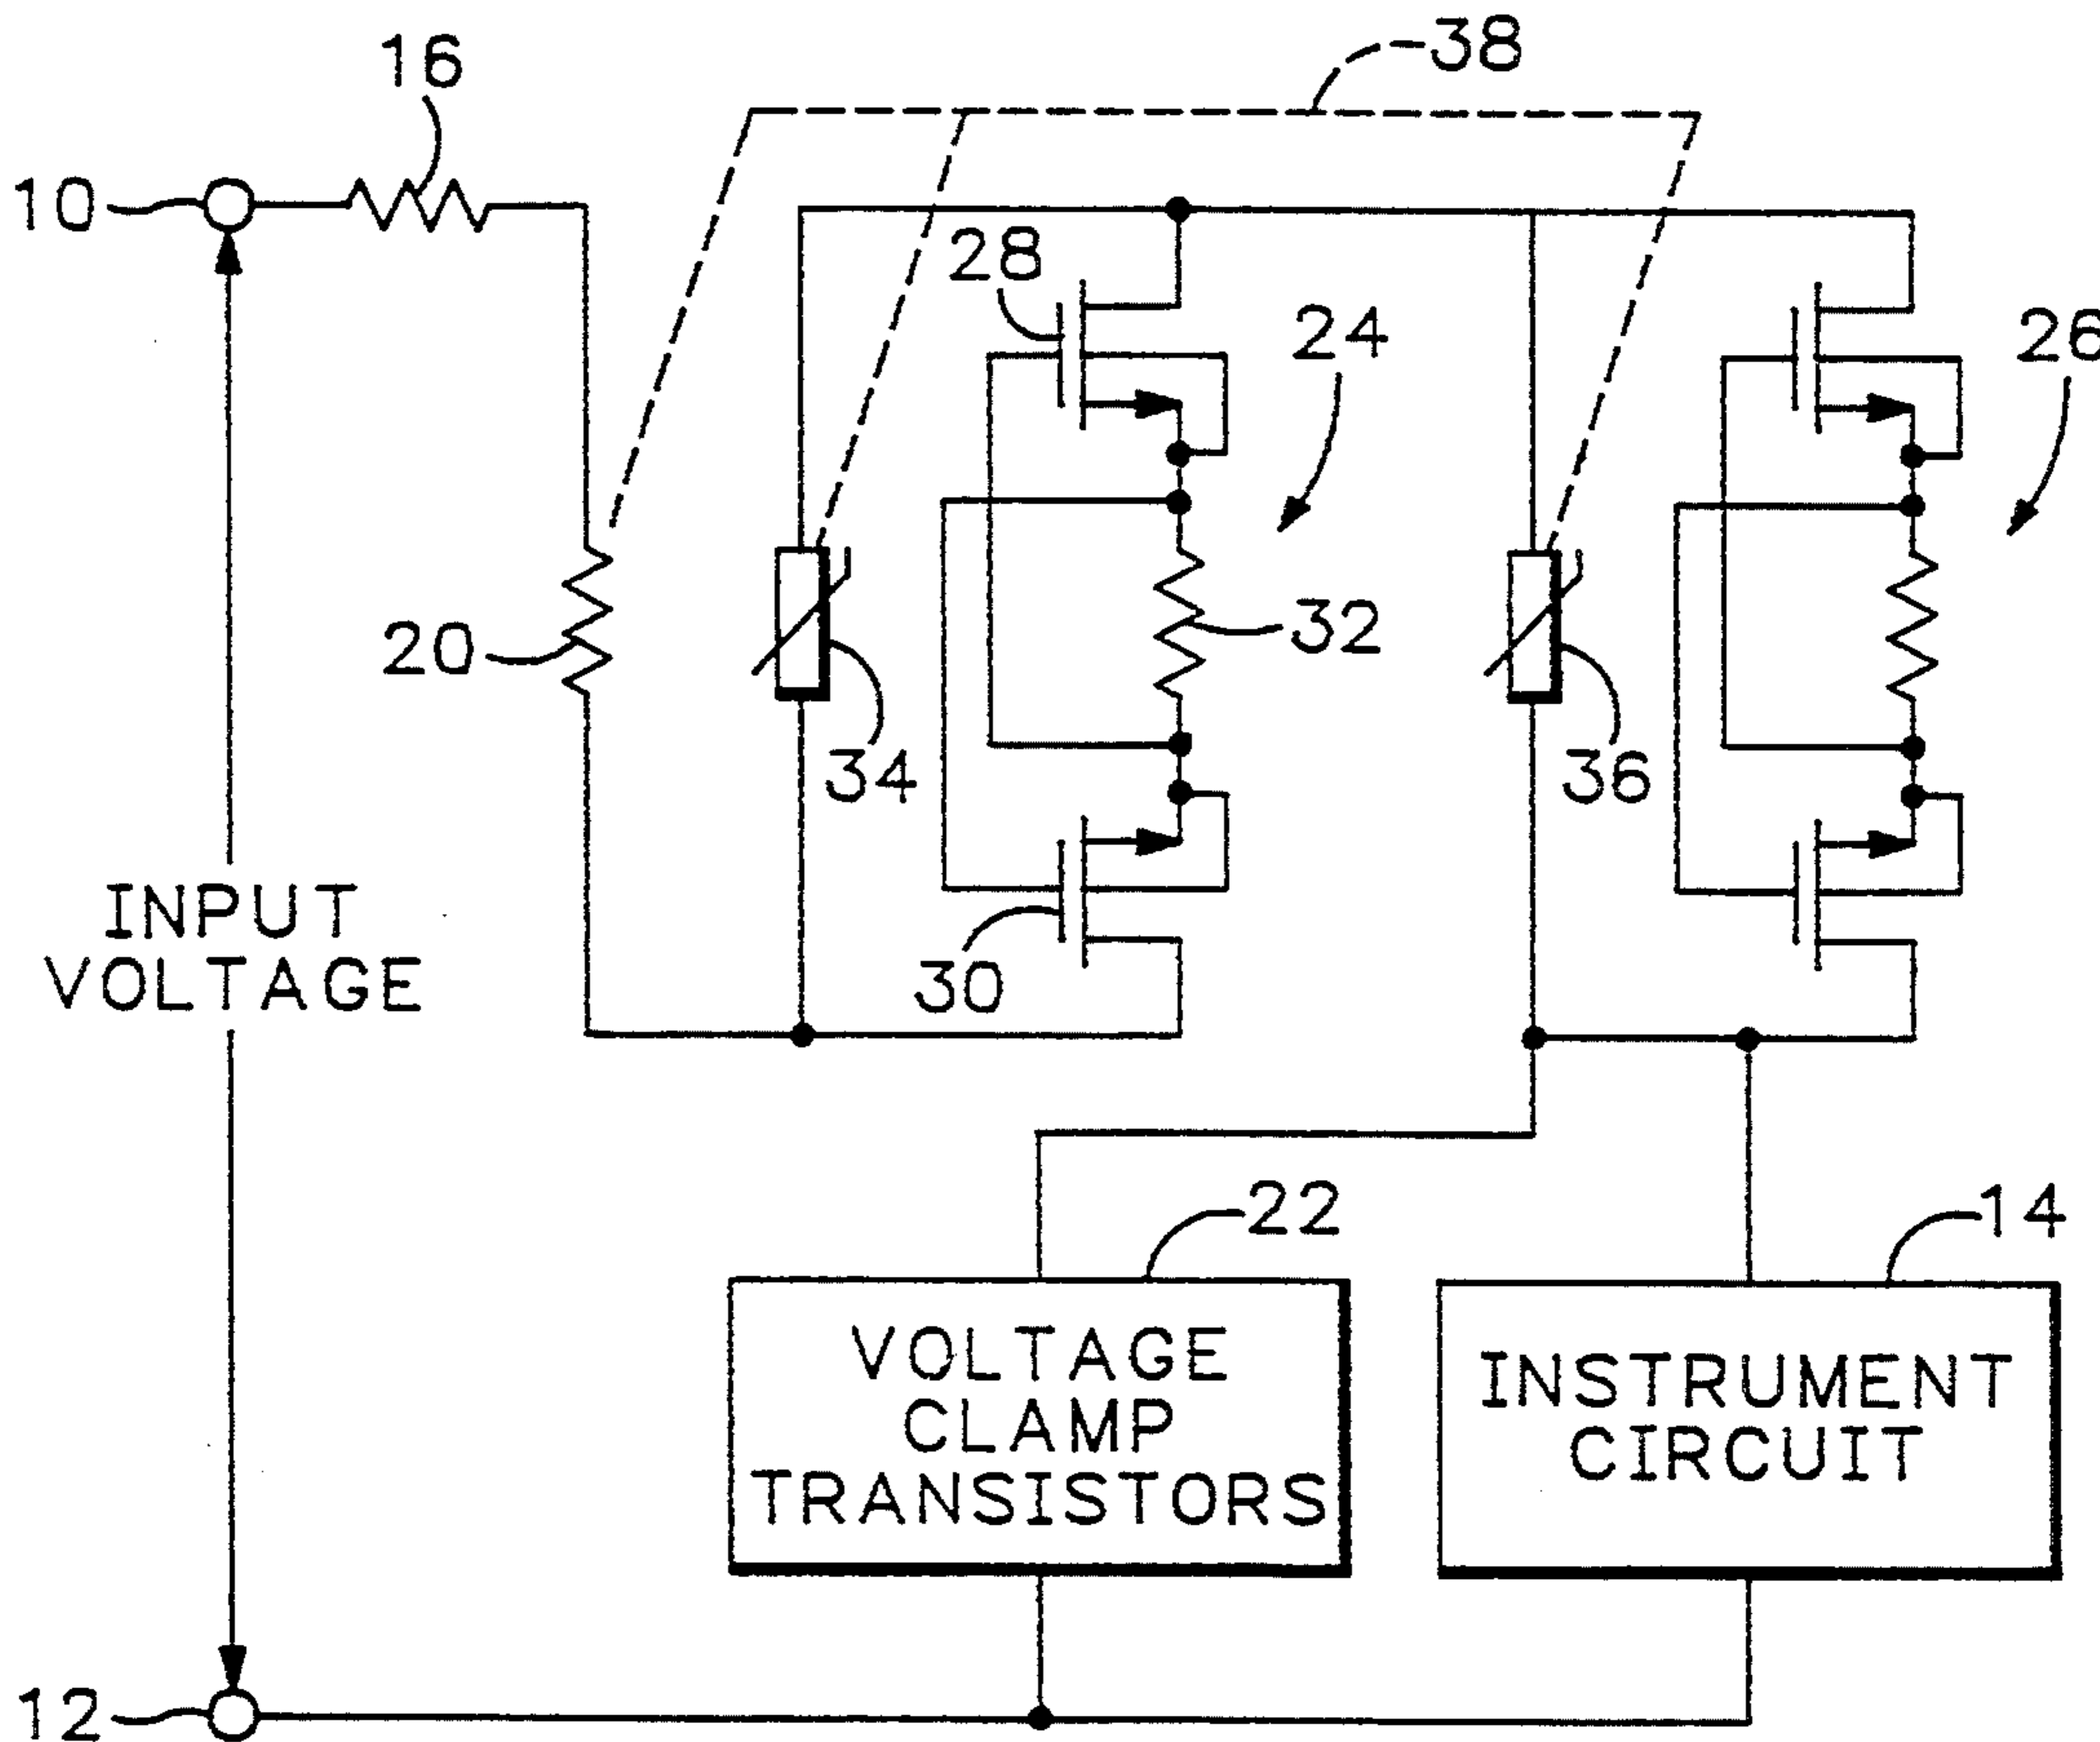 16
38
10
28
24
26
20
32
34
36
INPUT
VOLTAGE
30
22
14
VOLTAGE
CLAMP
TRANSISTORS
INSTRUMENT
CIRCUIT
12